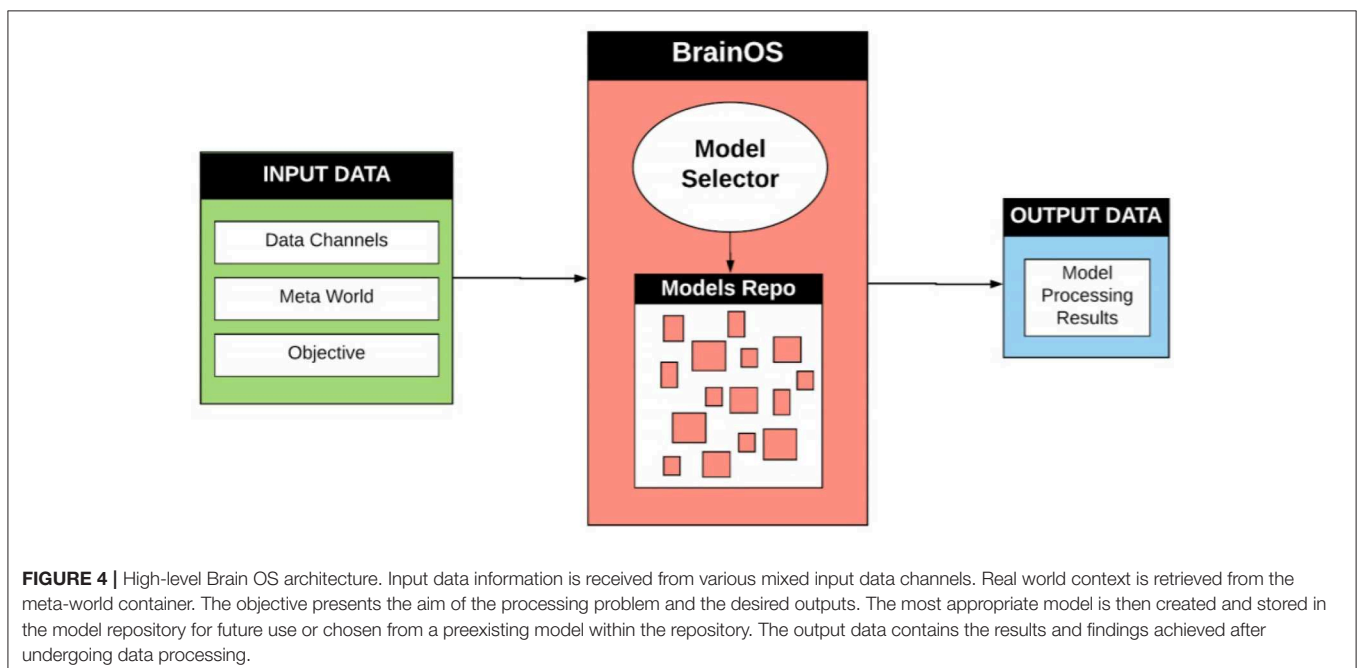 BrainOS
Model
Selector
INPUT DATA
Data Channels
Meta World
Objective
Models Repo
OUTPUT DATA
Model
Processing
Results
FIGURE 4 | High-level Brain OS architecture. Input data information is received from various mixed input data channels. Real world context is retrieved from the
meta-world container. The objective presents the aim of the processing problem and the desired outputs. The most appropriate model is then created and stored in
the model repository for future use or chosen from a preexisting model within the repository. The output data contains the results and findings achieved after
undergoing data processing.